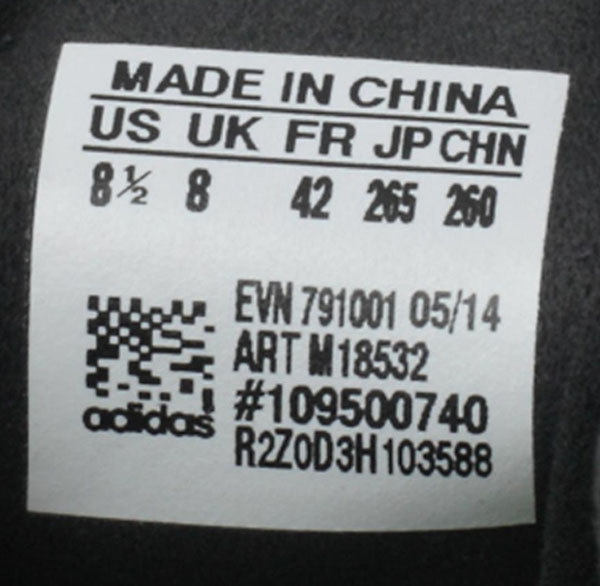 MADE IN CHINA
US UK FR JP CHN
8½ 8 42 265 260
EVN 791001 05/14
ART M18532
#109500740
adidas
R2Z0D3H103588